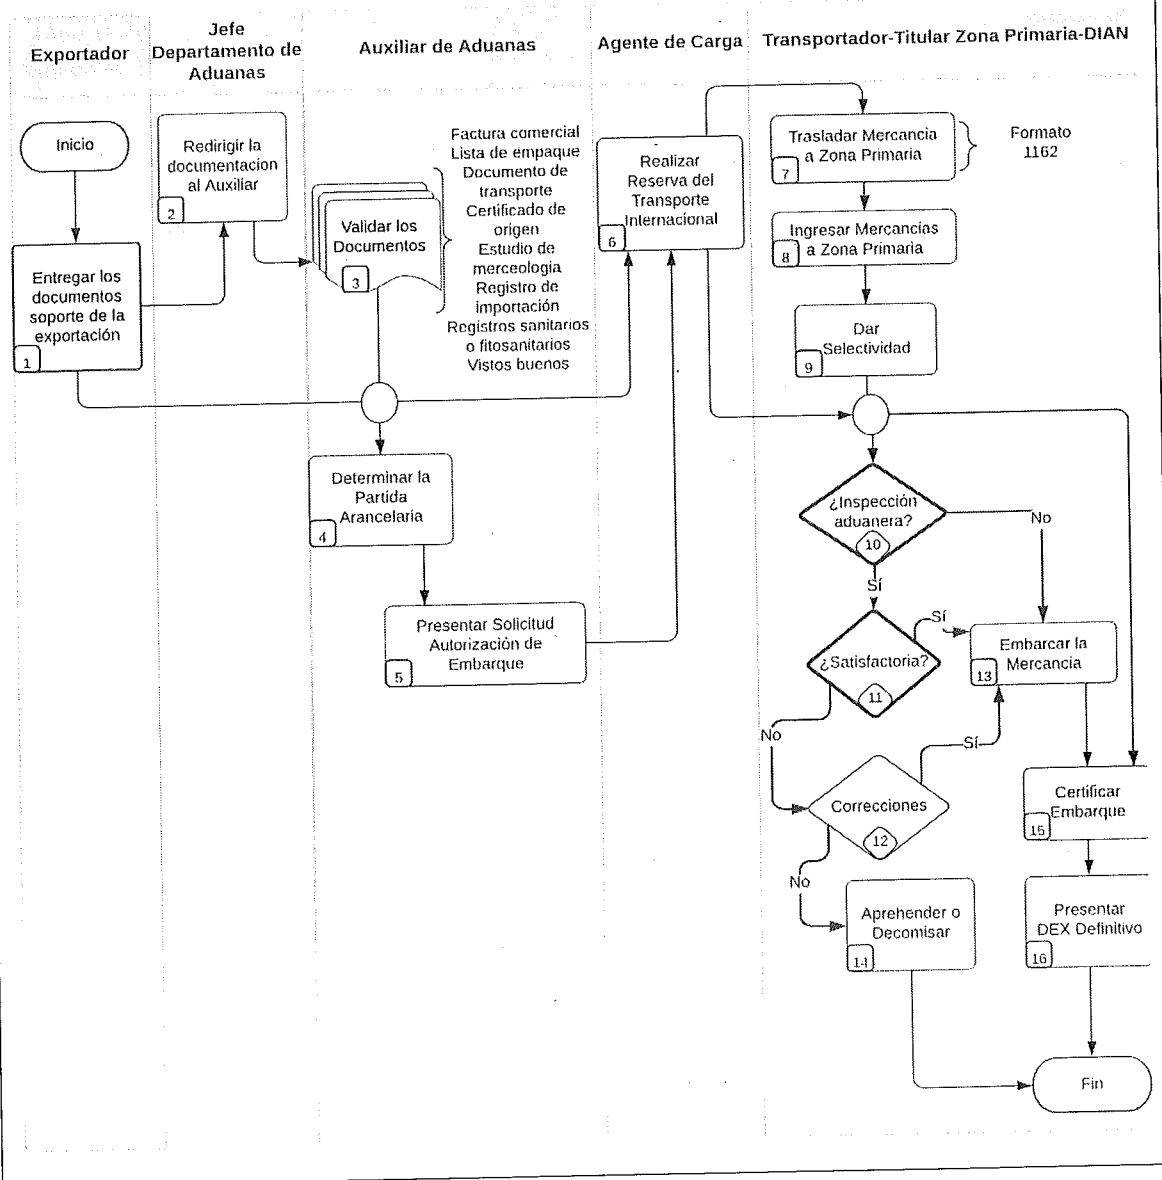 Exportador
Jefe
Departamento de
Aduanas
Auxiliar de Aduanas
Agente de Carga
Transportador-Titular Zona Primaria-DIAN
Inicio
Entregar los
documentos
soporte de la
exportación
1
Redirigir la
documentacion
al Auxiliar
2
Validar los
Documentos
3
Factura comercial
Lista de empaque
Documento de
transporte
Certificado de
origen
Estudio de
merceologia
Registro de
importación
Registros sanitarios
o fitosanitarios
Vistos buenos
Determinar la
Partida
Arancelaria
4
Presentar Solicitud
Autorización de
Embarque
5
Realizar
Reserva del
Transporte
Internacional
6
Trasladar Mercancia
a Zona Primaria
7
Formato
1162
Ingresar Mercancias
a Zona Primaria
8
Dar
Selectividad
9
¿Inspección
aduanera?
10
No
Sí
¿Satisfactoria?
11
Sí
No
Embarcar la
Mercancia
13
Correcciones
12
Sí
No
Certificar
Embarque
15
Aprehender o
Decomisar
14
Presentar
DEX Definitivo
16
Fin